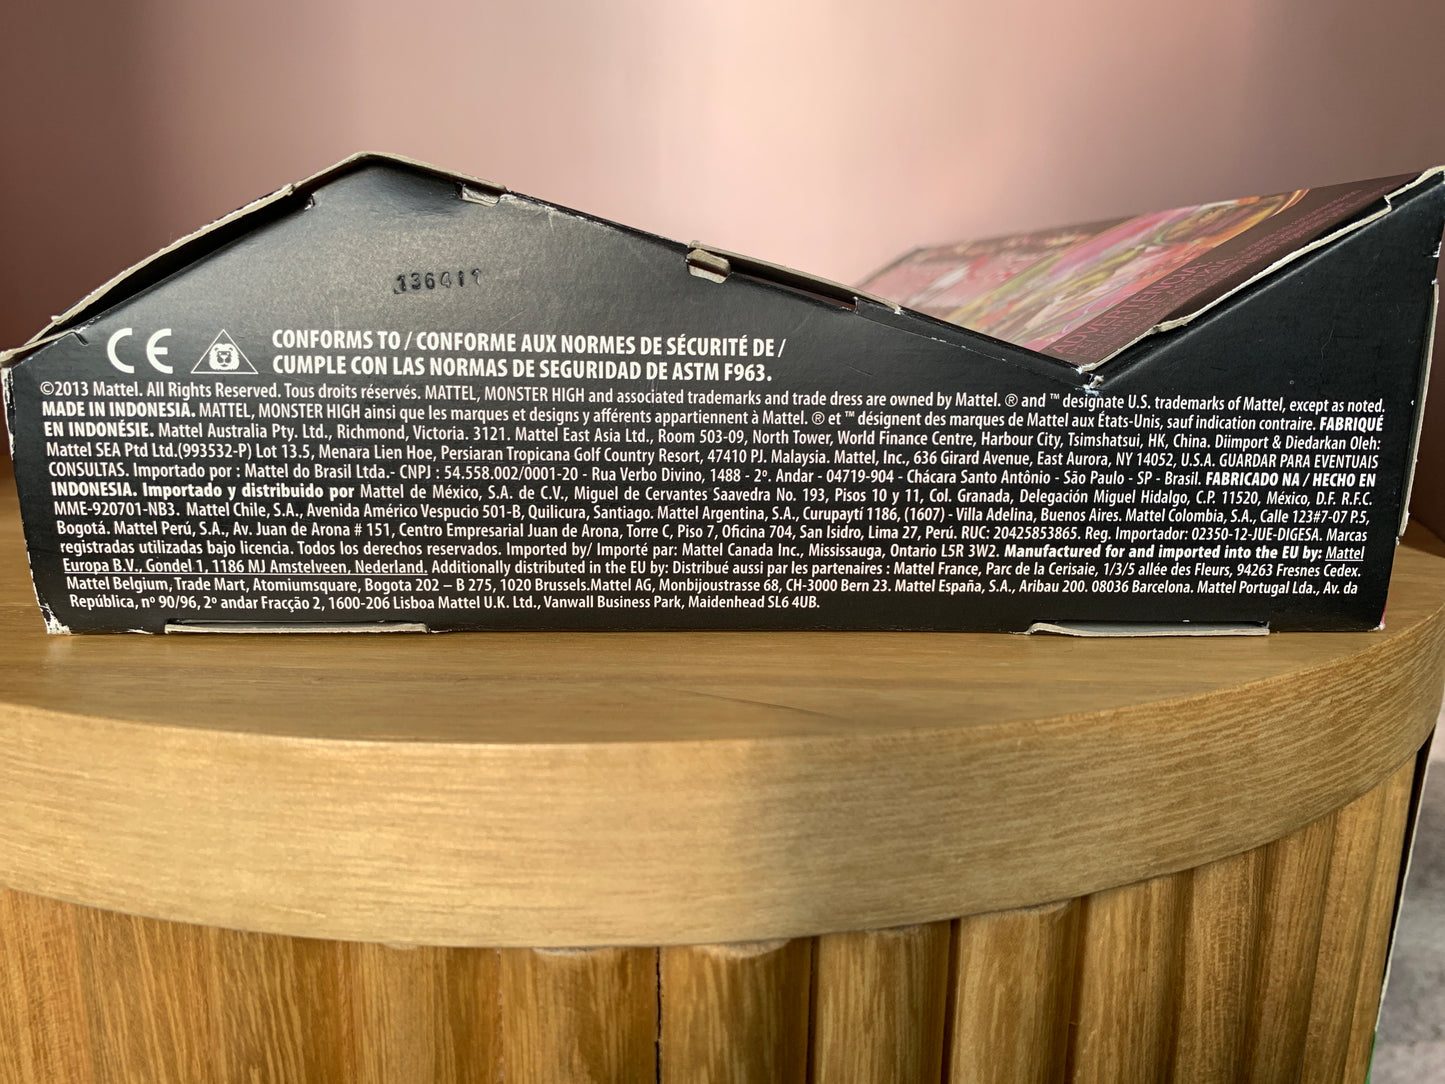 136411
CE
CONFORMS TO / CONFORME AUX NORMES DE SÉCURITÉ DE /
CUMPLE CON LAS NORMAS DE SEGURIDAD DE ASTM F963.
©2013 Mattel. All Rights Reserved. Tous droits réservés. MATTEL, MONSTER HIGH and associated trademarks and trade dress are owned by Mattel. ® and ™ designate U.S. trademarks of Mattel, except as noted.
MADE IN INDONESIA. MATTEL, MONSTER HIGH ainsi que les marques et designs y afférents appartiennent à Mattel. ® et ™ désignent des marques de Mattel aux États-Unis, sauf indication contraire. FABRIQUÉ
EN INDONÉSIE. Mattel Australia Pty. Ltd., Richmond, Victoria. 3121. Mattel East Asia Ltd., Room 503-09, North Tower, World Finance Centre, Harbour City, Tsimshatsui, HK, China. Diimport & Diedarkan Oleh:
Mattel SEA Ptd Ltd.(993532-P) Lot 13.5, Menara Lien Hoe, Persiaran Tropicana Golf Country Resort, 47410 PJ. Malaysia. Mattel, Inc., 636 Girard Avenue, East Aurora, NY 14052, U.S.A. GUARDAR PARA EVENTUAIS
CONSULTAS. Importado por : Mattel do Brasil Ltda.- CNPJ : 54.558.002/0001-20 - Rua Verbo Divino, 1488 - 2º. Andar - 04719-904 - Chácara Santo Antônio - São Paulo - SP - Brasil. FABRICADO NA / HECHO EN
INDONESIA. Importado y distribuido por Mattel de México, S.A. de C.V., Miguel de Cervantes Saavedra No. 193, Pisos 10 y 11, Col. Granada, Delegación Miguel Hidalgo, C.P. 11520, México, D.F. R.F.C.
MME-920701-NB3. Mattel Chile, S.A., Avenida Américo Vespucio 501-B, Quilicura, Santiago. Mattel Argentina, S.A., Curupaytí 1186, (1607) - Villa Adelina, Buenos Aires. Mattel Colombia, S.A., Calle 123#7-07 P.5,
Bogotá. Mattel Perú, S.A., Av. Juan de Arona # 151, Centro Empresarial Juan de Arona, Torre C, Piso 7, Oficina 704, San Isidro, Lima 27, Perú. RUC: 20425853865. Reg. Importador: 02350-12-JUE-DIGESA. Marcas
registradas utilizadas bajo licencia. Todos los derechos reservados. Imported by/ Importé par: Mattel Canada Inc., Mississauga, Ontario L5R 3W2. Manufactured for and imported into the EU by: Mattel
Europa B.V., Gondel 1, 1186 MJ Amstelveen, Nederland. Additionally distributed in the EU by: Distribué aussi par les partenaires : Mattel France, Parc de la Cerisaie, 1/3/5 allée des Fleurs, 94263 Fresnes Cedex.
Mattel Belgium, Trade Mart, Atomiumsquare, Bogota 202 – B 275, 1020 Brussels.Mattel AG, Monbijoustrasse 68, CH-3000 Bern 23. Mattel España, S.A., Aribau 200. 08036 Barcelona. Mattel Portugal Lda., Av. da
República, nº 90/96, 2º andar Fracção 2, 1600-206 Lisboa Mattel U.K. Ltd., Vanwall Business Park, Maidenhead SL6 4UB.